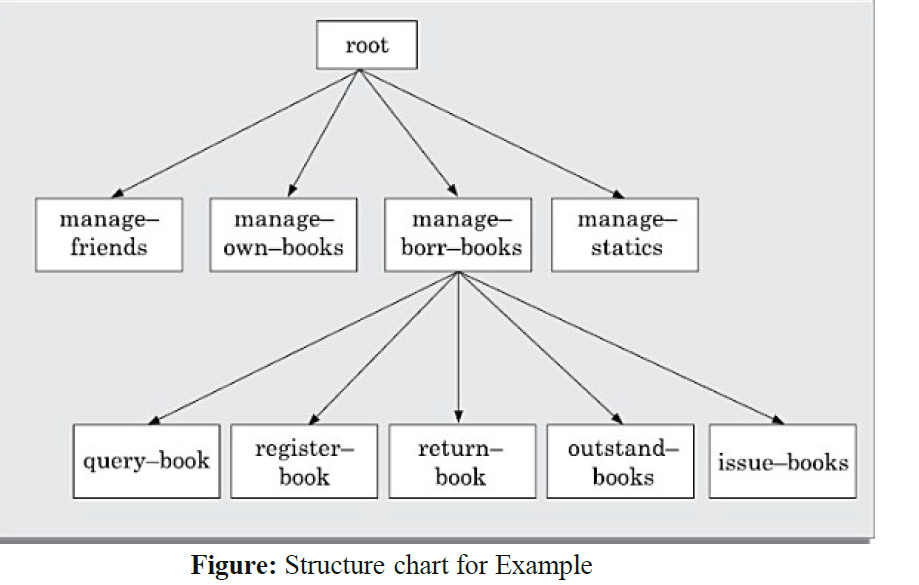 root
manage–
friends
manage–
own–books
manage–
borr–books
manage–
statics
query–book
register–
book
return–
book
outstand–
books
issue–books
Figure: Structure chart for Example